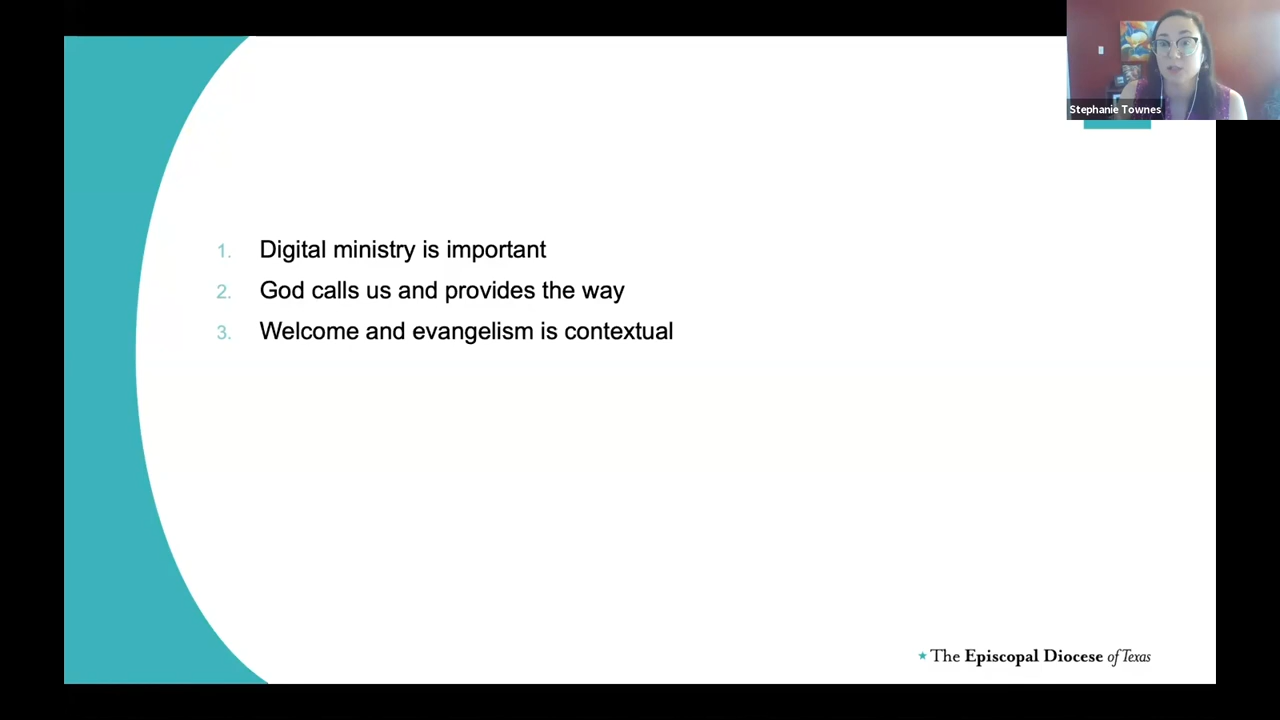 Stephanie Townes
1. Digital ministry is important
2. God calls us and provides the way
3. Welcome and evangelism is contextual
The Episcopal Diocese of Texas